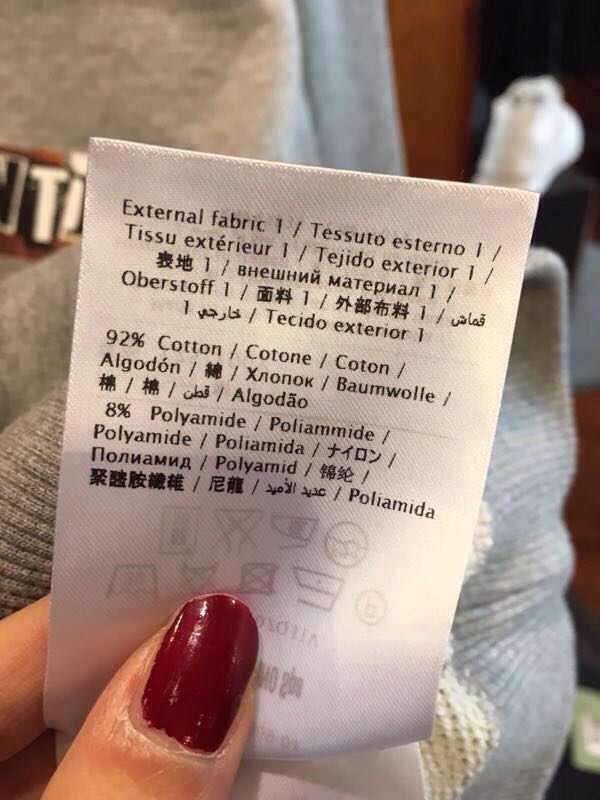 External fabric 1 / Tessuto esterno 1 /
Tissu extérieur 1 / Tejido exterior 1 /
表地 1 / внешний материал 1 /
Oberstoff 1 / 面料 1 / 外部布料 1 / قماش
خارجي 1 / Tecido exterior 1
92% Cotton / Cotone / Coton /
Algodón / 綿 / Хлопок / Baumwolle /
棉 / 棉 / قطن / Algodão
8% Polyamide / Poliammide /
Polyamide / Poliamida / ナイロン /
Полиамид / Polyamid / 锦纶 /
聚醯胺纖維 / 尼龍 / عديد الأميد / Poliamida